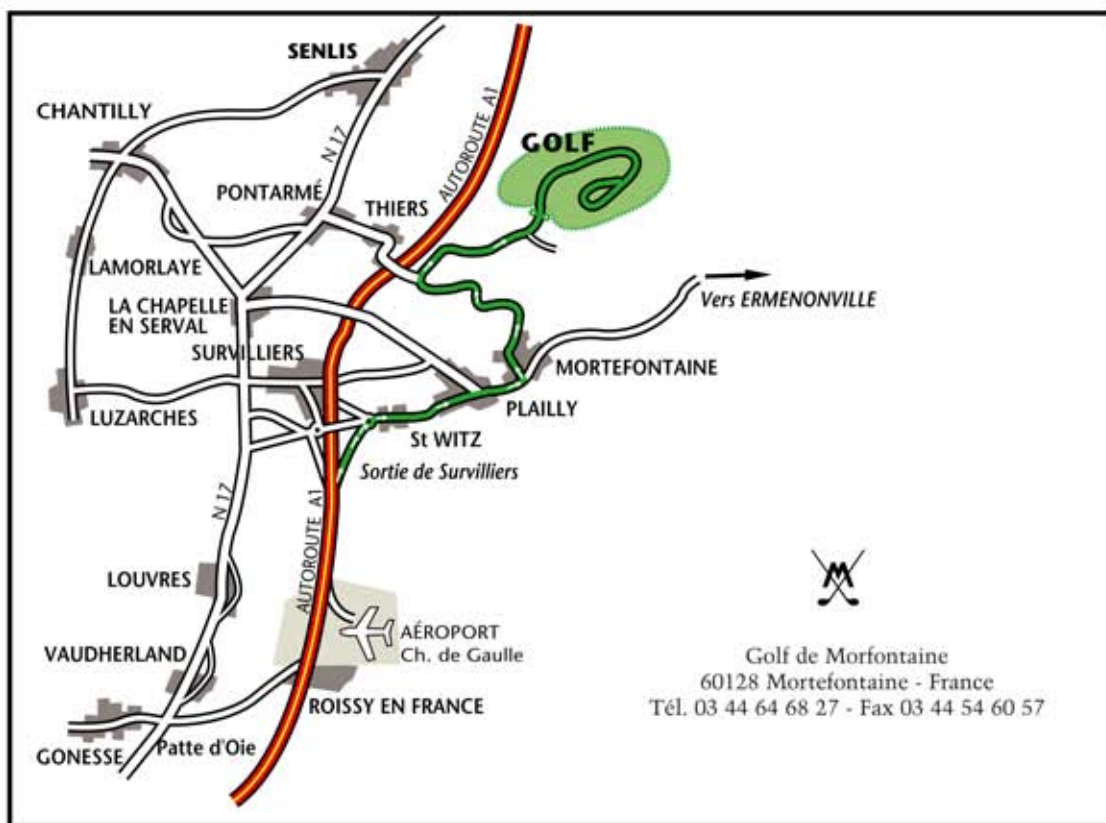 SENLIS
CHANTILLY
N 17
AUTOROUTE A1
GOLF
PONTARMÉ
THIERS
LAMORLAYE
Vers ERMENONVILLE
LA CHAPELLE
EN SERVAL
SURVILLIERS
MORTEFONTAINE
PLAILLY
LUZARCHES
St WITZ
Sortie de Survilliers
N 17
AUTOROUTE A1
LOUVRES
AÉROPORT
Ch. de Gaulle
VAUDHERLAND
ROISSY EN FRANCE
GONESSE
Patte d'Oie
M
Golf de Morfontaine
60128 Mortefontaine - France
Tél. 03 44 64 68 27 - Fax 03 44 54 60 57